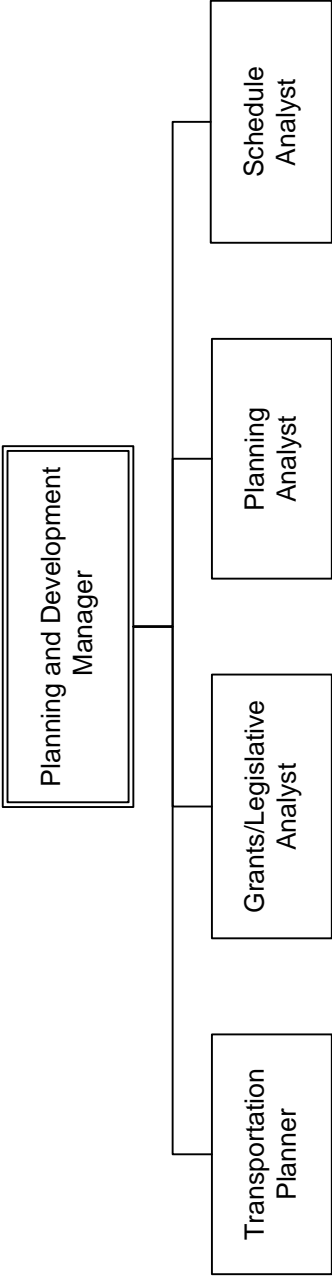 Planning and Development
Manager
Transportation
Planner
Grants/Legislative
Analyst
Planning
Analyst
Schedule
Analyst